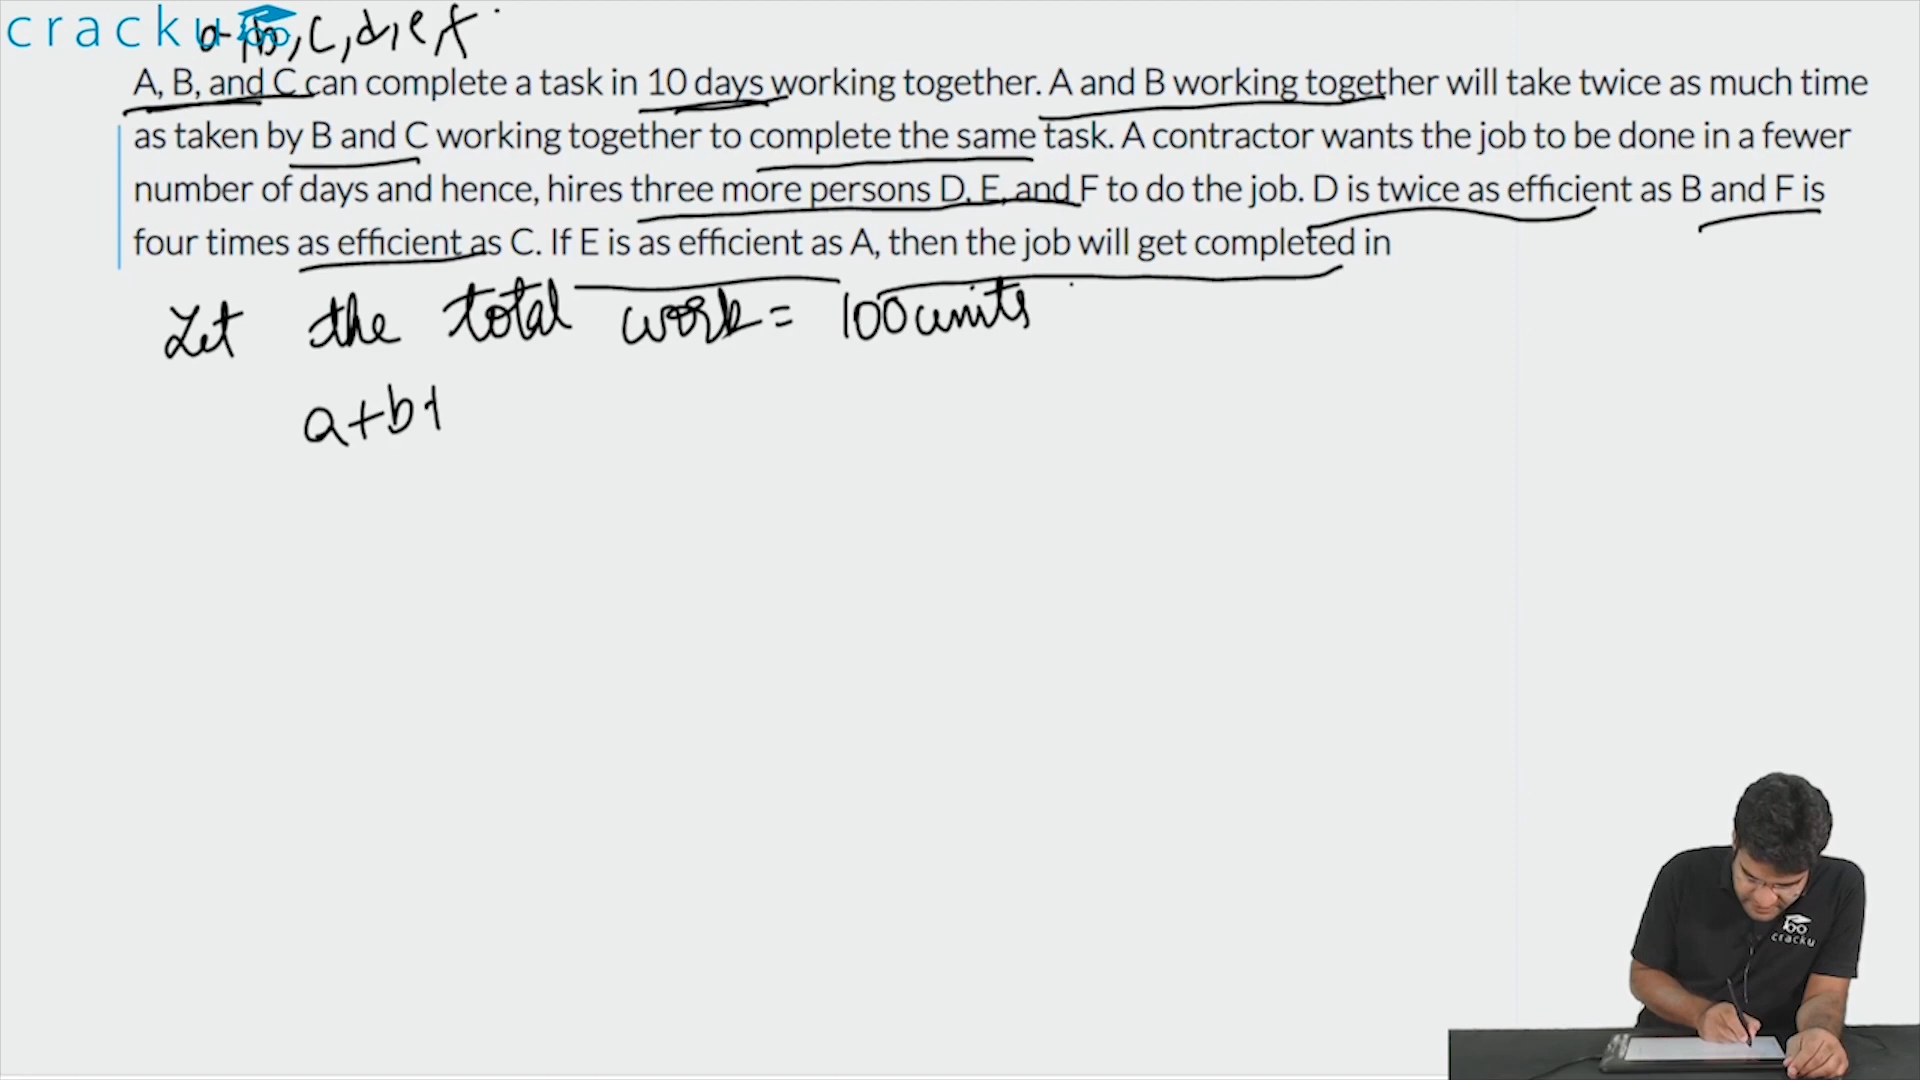 cracku
a, b, c, d, e f
A, B, and C can complete a task in 10 days working together. A and B working together will take twice as much time
as taken by B and C working together to complete the same task. A contractor wants the job to be done in a fewer
number of days and hence, hires three more persons D, E, and F to do the job. D is twice as efficient as B and F is
four times as efficient as C. If E is as efficient as A, then the job will get completed in
Let the total work = 100 units
a+b+
cracku